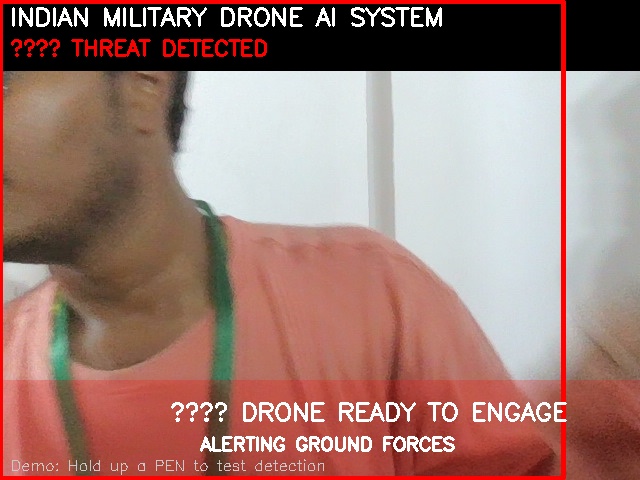 INDIAN MILITARY DRONE AI SYSTEM
???? THREAT DETECTED
???? DRONE READY TO ENGAGE
ALERTING GROUND FORCES
Demo: Hold up a PEN to test detection